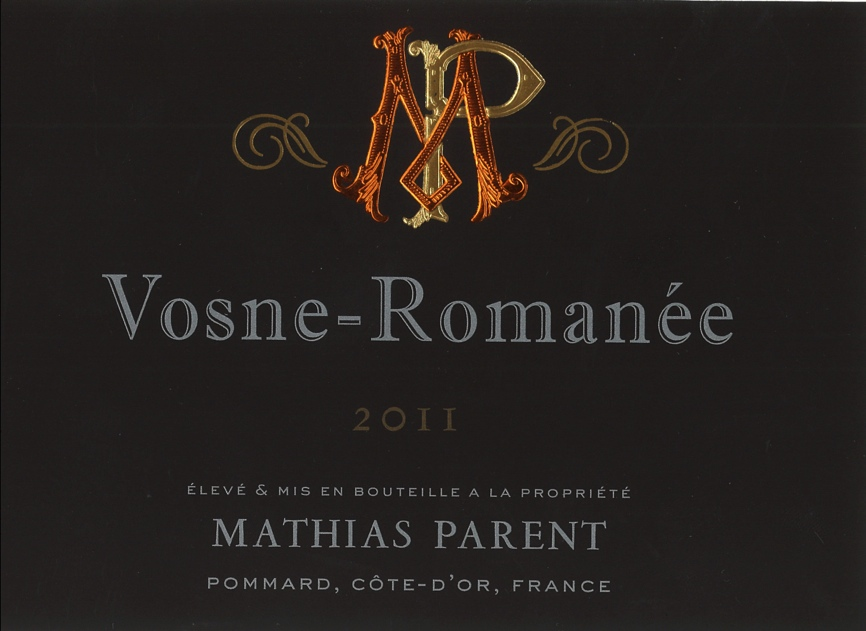 MP
Vosne-Romanée
2011
ÉLEVÉ & MIS EN BOUTEILLE A LA PROPRIÉTÉ
MATHIAS PARENT
POMMARD, CÔTE-D'OR, FRANCE